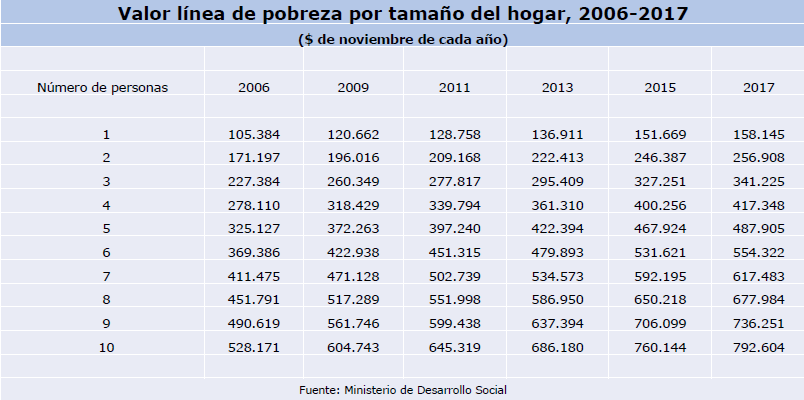 Valor línea de pobreza por tamaño del hogar, 2006-2017
($ de noviembre de cada año)
Número de personas 2006 2009 2011 2013 2015 2017
1 105.384 120.662 128.758 136.911 151.669 158.145
2 171.197 196.016 209.168 222.413 246.387 256.908
3 227.384 260.349 277.817 295.409 327.251 341.225
4 278.110 318.429 339.794 361.310 400.256 417.348
5 325.127 372.263 397.240 422.394 467.924 487.905
6 369.386 422.938 451.315 479.893 531.621 554.322
7 411.475 471.128 502.739 534.573 592.195 617.483
8 451.791 517.289 551.998 586.950 650.218 677.984
9 490.619 561.746 599.438 637.394 706.099 736.251
10 528.171 604.743 645.319 686.180 760.144 792.604
Fuente: Ministerio de Desarrollo Social